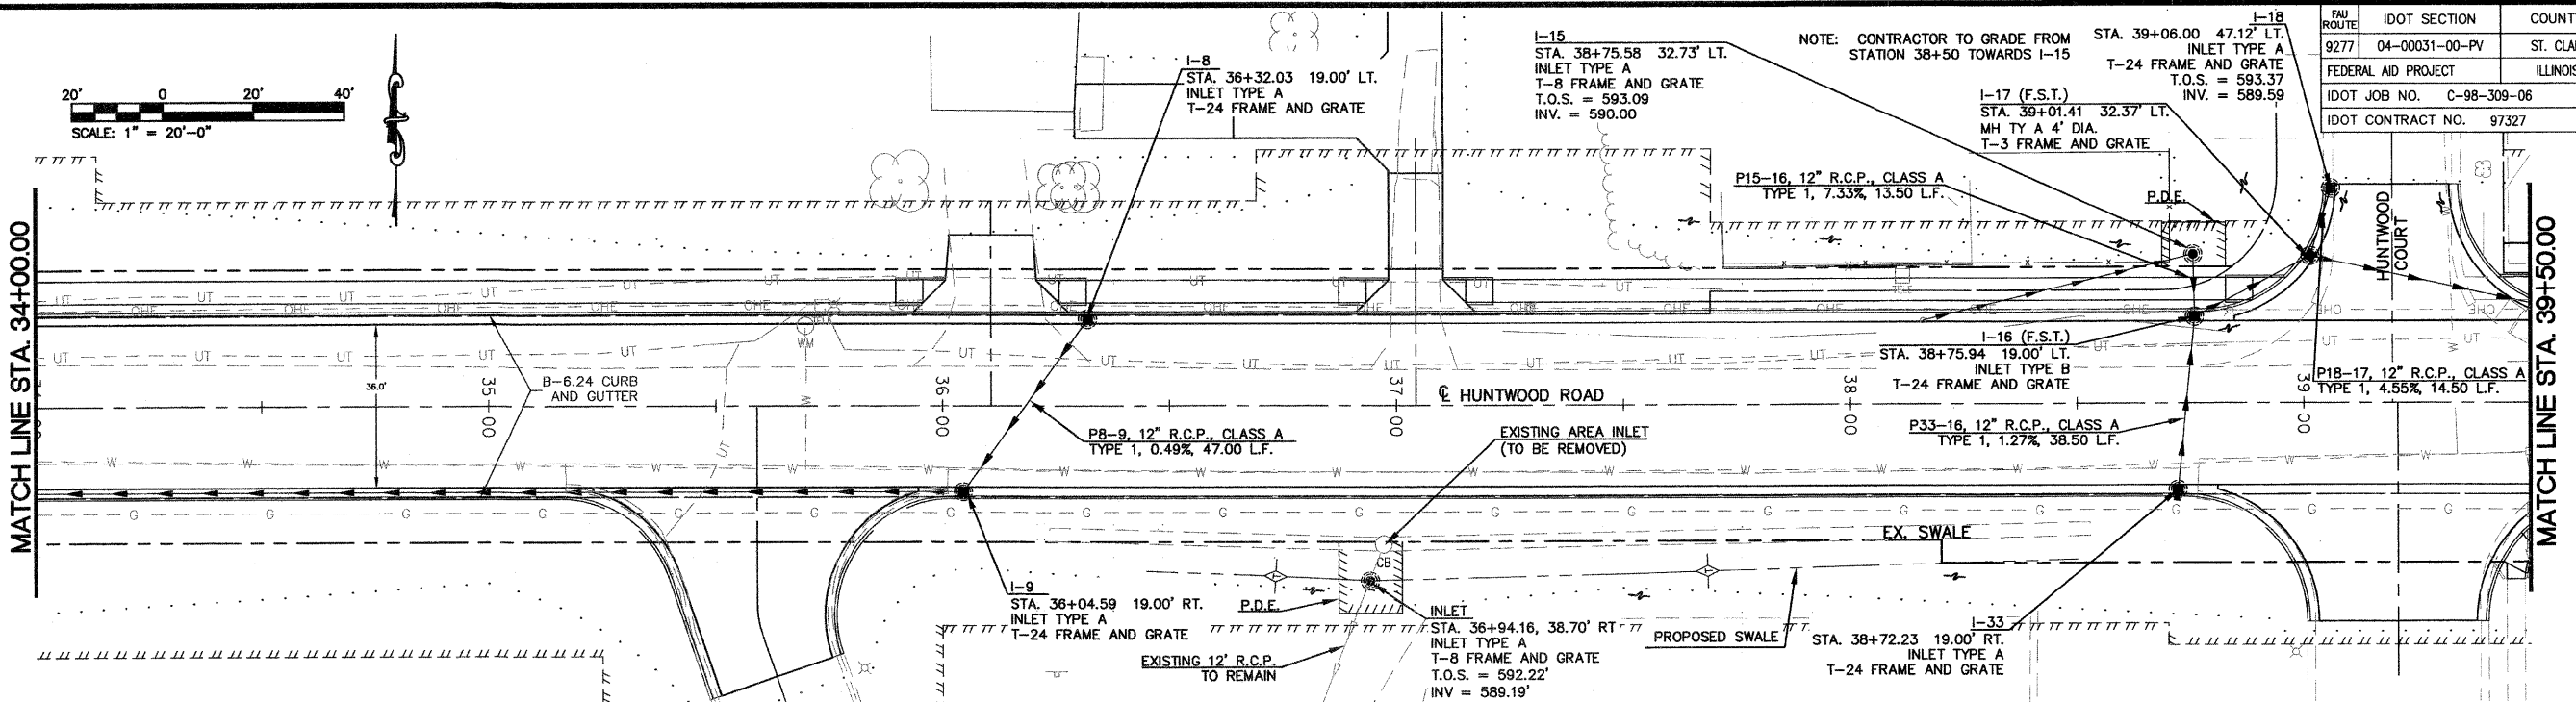 20' 0 20' 40'
SCALE: 1" = 20'-0"
MATCH LINE STA. 34+00.00
I-8
STA. 36+32.03 19.00' LT.
INLET TYPE A
T-24 FRAME AND GRATE
I-15
STA. 38+75.58 32.73' LT.
INLET TYPE A
T-8 FRAME AND GRATE
T.O.S. = 593.09
INV. = 590.00
NOTE: CONTRACTOR TO GRADE FROM
STATION 38+50 TOWARDS I-15
I-18
STA. 39+06.00 47.12' LT.
INLET TYPE A
T-24 FRAME AND GRATE
T.O.S. = 593.37
INV. = 589.59
FAU ROUTE IDOT SECTION
9277 04-00031-00-PV
FEDERAL AID PROJECT
IDOT JOB NO. C-98-309-06
IDOT CONTRACT NO. 97327
I-17 (F.S.T.)
STA. 39+01.41 32.37' LT.
MH TY A 4' DIA.
T-3 FRAME AND GRATE
P15-16, 12" R.C.P., CLASS A
TYPE 1, 7.33%, 13.50 L.F.
P.D.E.
HUNTWOOD
COURT
MATCH LINE STA. 39+50.00
UT UT UT UT UT UT
OHE OHE OHE OHE OHE OHE
36.0'
35+00
B-6.24 CURB
AND GUTTER
WM
36+00
37+00
℄ HUNTWOOD ROAD
38+00
39+00
I-16 (F.S.T.)
STA. 38+75.94 19.00' LT.
INLET TYPE B
T-24 FRAME AND GRATE
P18-17, 12" R.C.P., CLASS A
TYPE 1, 4.55%, 14.50 L.F.
P8-9, 12" R.C.P., CLASS A
TYPE 1, 0.49%, 47.00 L.F.
EXISTING AREA INLET
(TO BE REMOVED)
P33-16, 12" R.C.P., CLASS A
TYPE 1, 1.27%, 38.50 L.F.
W W W W W W
G G G G G G
EX. SWALE
CB
I-9
STA. 36+04.59 19.00' RT.
INLET TYPE A
T-24 FRAME AND GRATE
P.D.E.
EXISTING 12' R.C.P.
TO REMAIN
INLET
STA. 36+94.16, 38.70' RT
INLET TYPE A
T-8 FRAME AND GRATE
T.O.S. = 592.22'
INV = 589.19'
PROPOSED SWALE
I-33
STA. 38+72.23 19.00' RT.
INLET TYPE A
T-24 FRAME AND GRATE